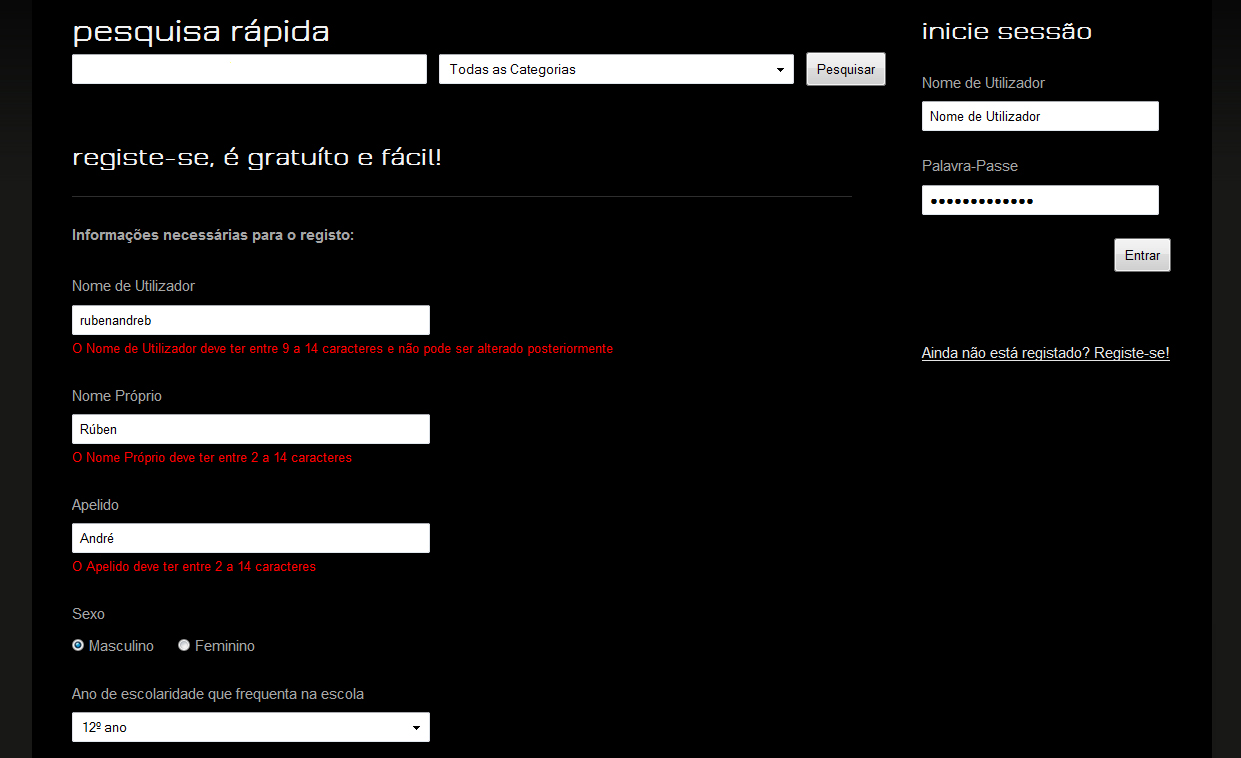 pesquisa rápida
Todas as Categorias
Pesquisar
registe-se, é gratuíto e fácil!
Informações necessárias para o registo:
Nome de Utilizador
rubenandreb
O Nome de Utilizador deve ter entre 9 a 14 caracteres e não pode ser alterado posteriormente
Nome Próprio
Rúben
O Nome Próprio deve ter entre 2 a 14 caracteres
Apelido
André
O Apelido deve ter entre 2 a 14 caracteres
Sexo
Masculino Feminino
Ano de escolaridade que frequenta na escola
12º ano
inicie sessão
Nome de Utilizador
Nome de Utilizador
Palavra-Passe
•••••••••••••
Entrar
Ainda não está registado? Registe-se!